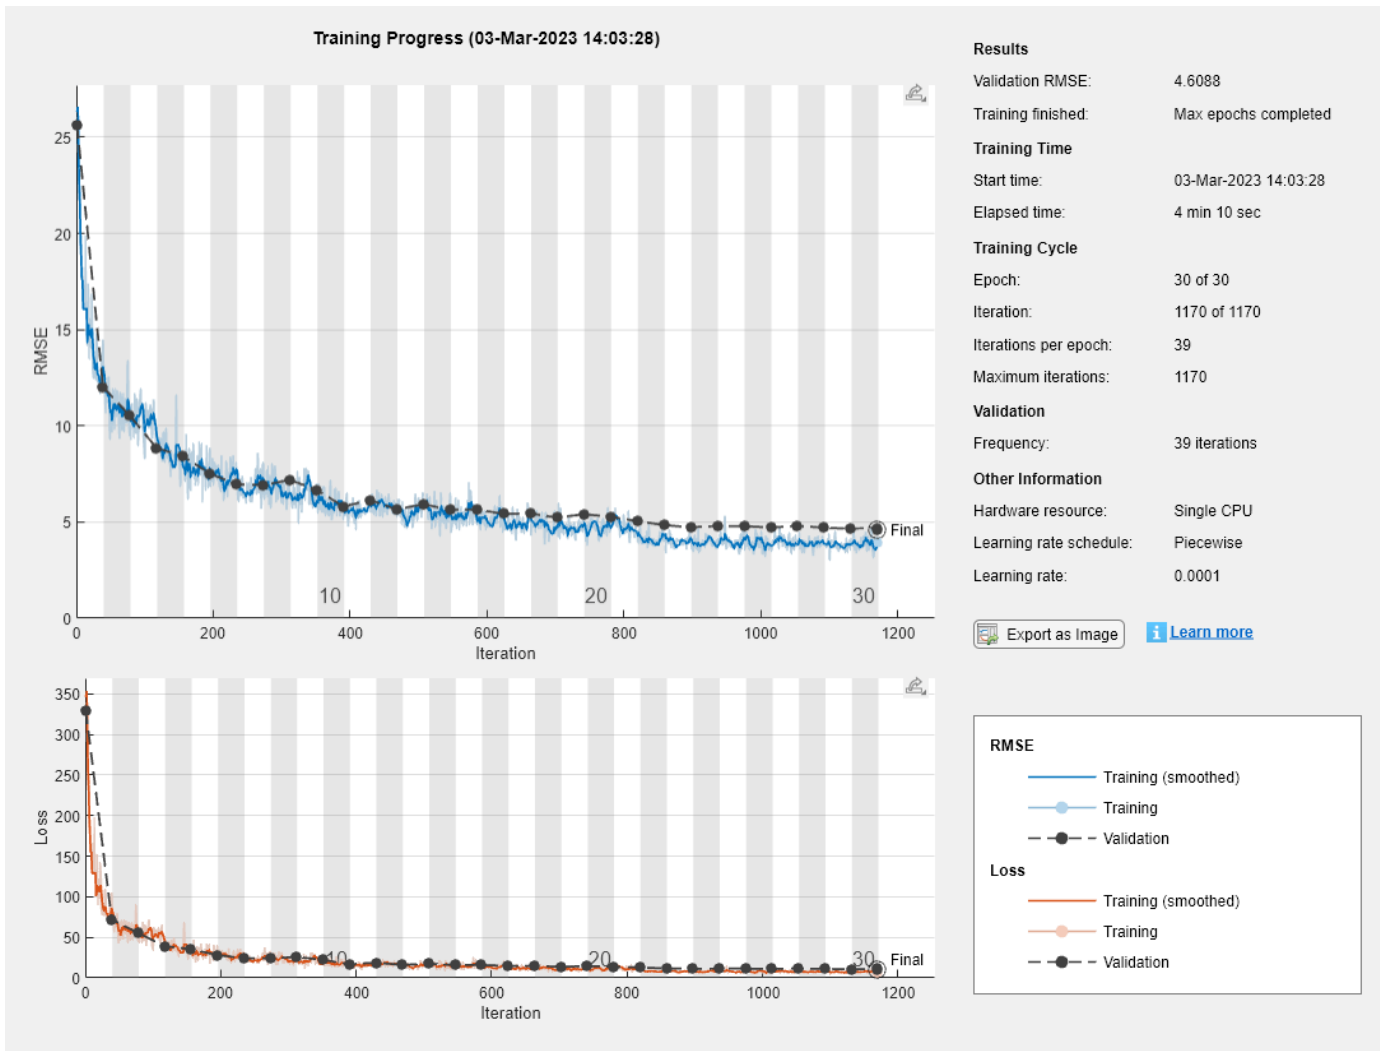 Training Progress (03-Mar-2023 14:03:28)
RMSE
25
20
15
10
5
0
10
20
30
Final
0 200 400 600 800 1000 1200
Iteration
Loss
350
300
250
200
150
100
50
0
10
20
30
Final
0 200 400 600 800 1000 1200
Iteration
Results
Validation RMSE: 4.6088
Training finished: Max epochs completed
Training Time
Start time: 03-Mar-2023 14:03:28
Elapsed time: 4 min 10 sec
Training Cycle
Epoch: 30 of 30
Iteration: 1170 of 1170
Iterations per epoch: 39
Maximum iterations: 1170
Validation
Frequency: 39 iterations
Other Information
Hardware resource: Single CPU
Learning rate schedule: Piecewise
Learning rate: 0.0001
Export as Image
i Learn more
RMSE
Training (smoothed)
Training
Validation
Loss
Training (smoothed)
Training
Validation